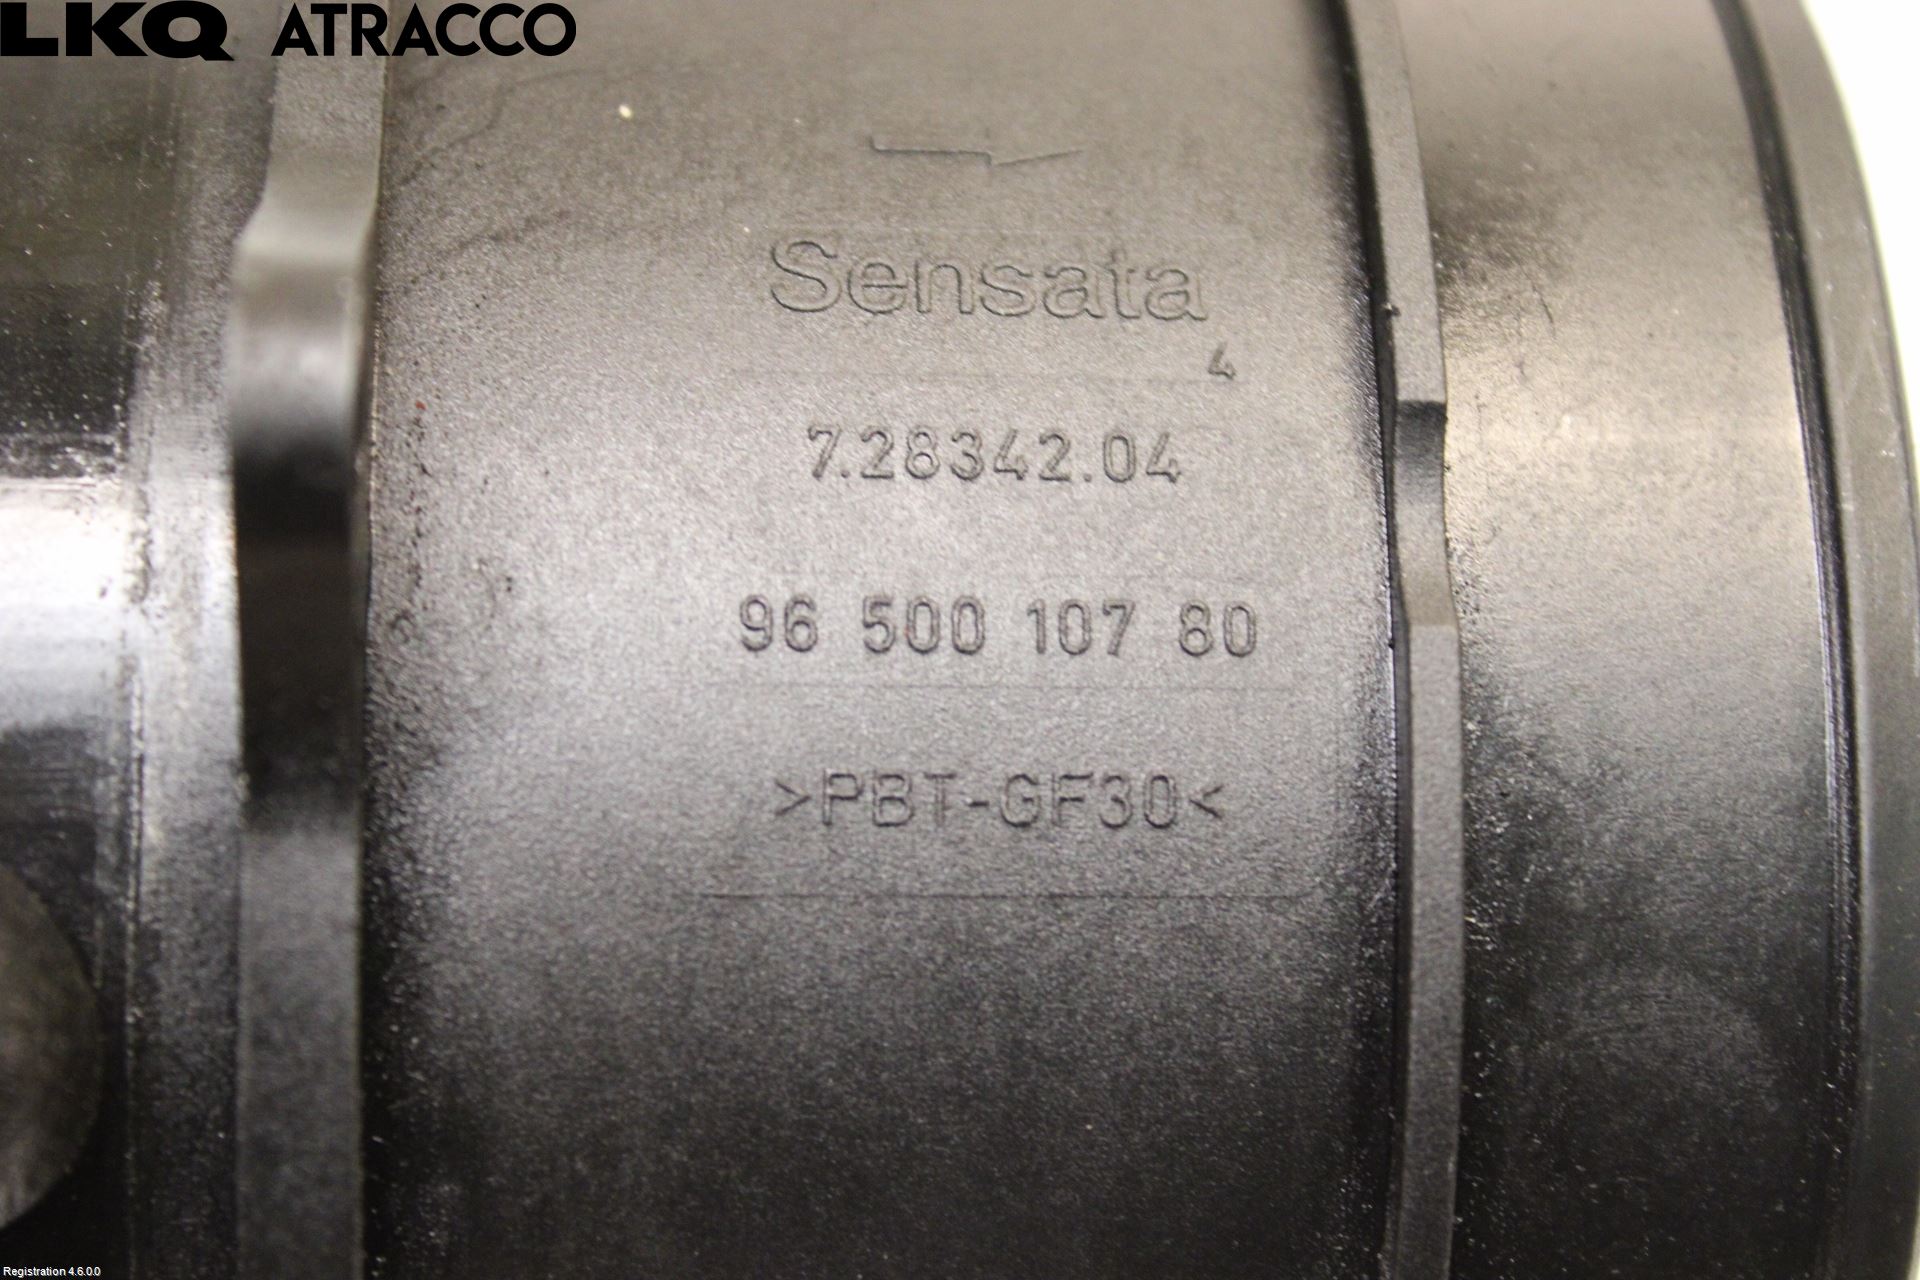 LKQ ATRACCO
Sensata
4
7.28342.04
96 500 107 80
>PBT-GF30<
Registration 4.6.0.0